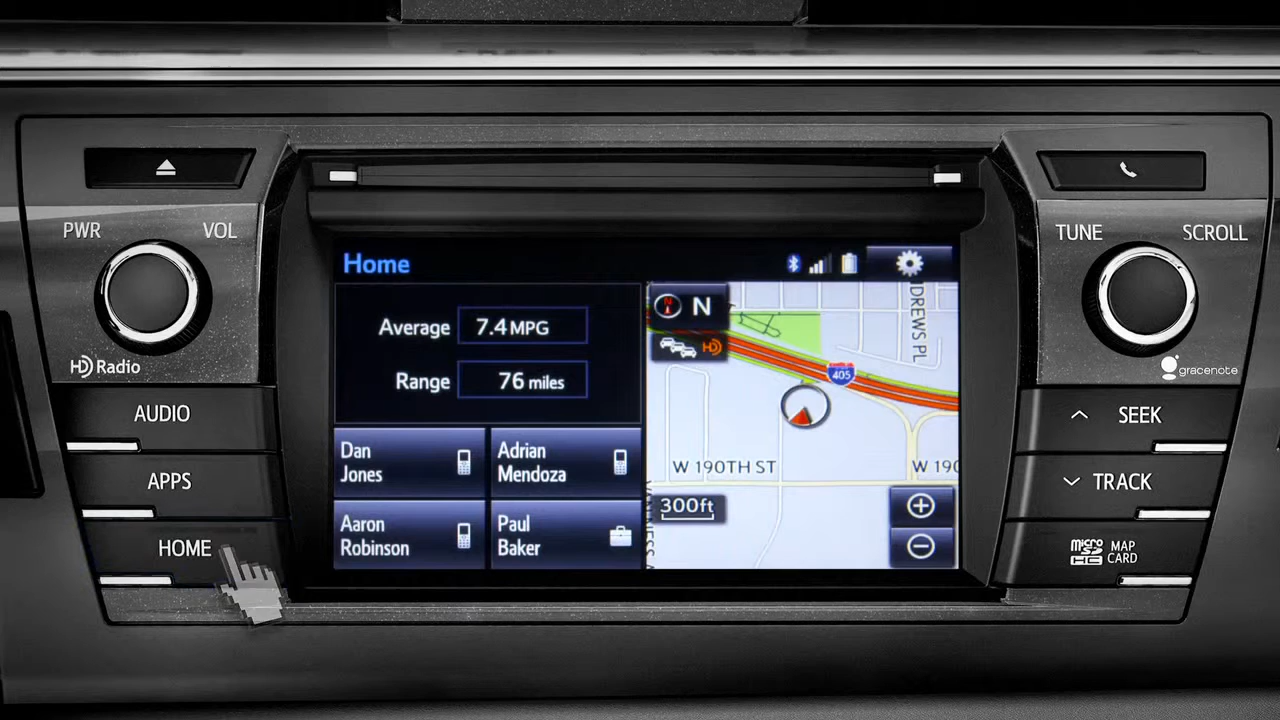 PWR
VOL
HD Radio
AUDIO
APPS
HOME
Home
Average
7.4 MPG
Range
76 miles
Dan
Jones
Adrian
Mendoza
Aaron
Robinson
Paul
Baker
N
N
HD
405
DREWS PL
W 190TH ST
W 190
300ft
TUNE
SCROLL
gracenote
SEEK
TRACK
micro
SD
HC
MAP
CARD